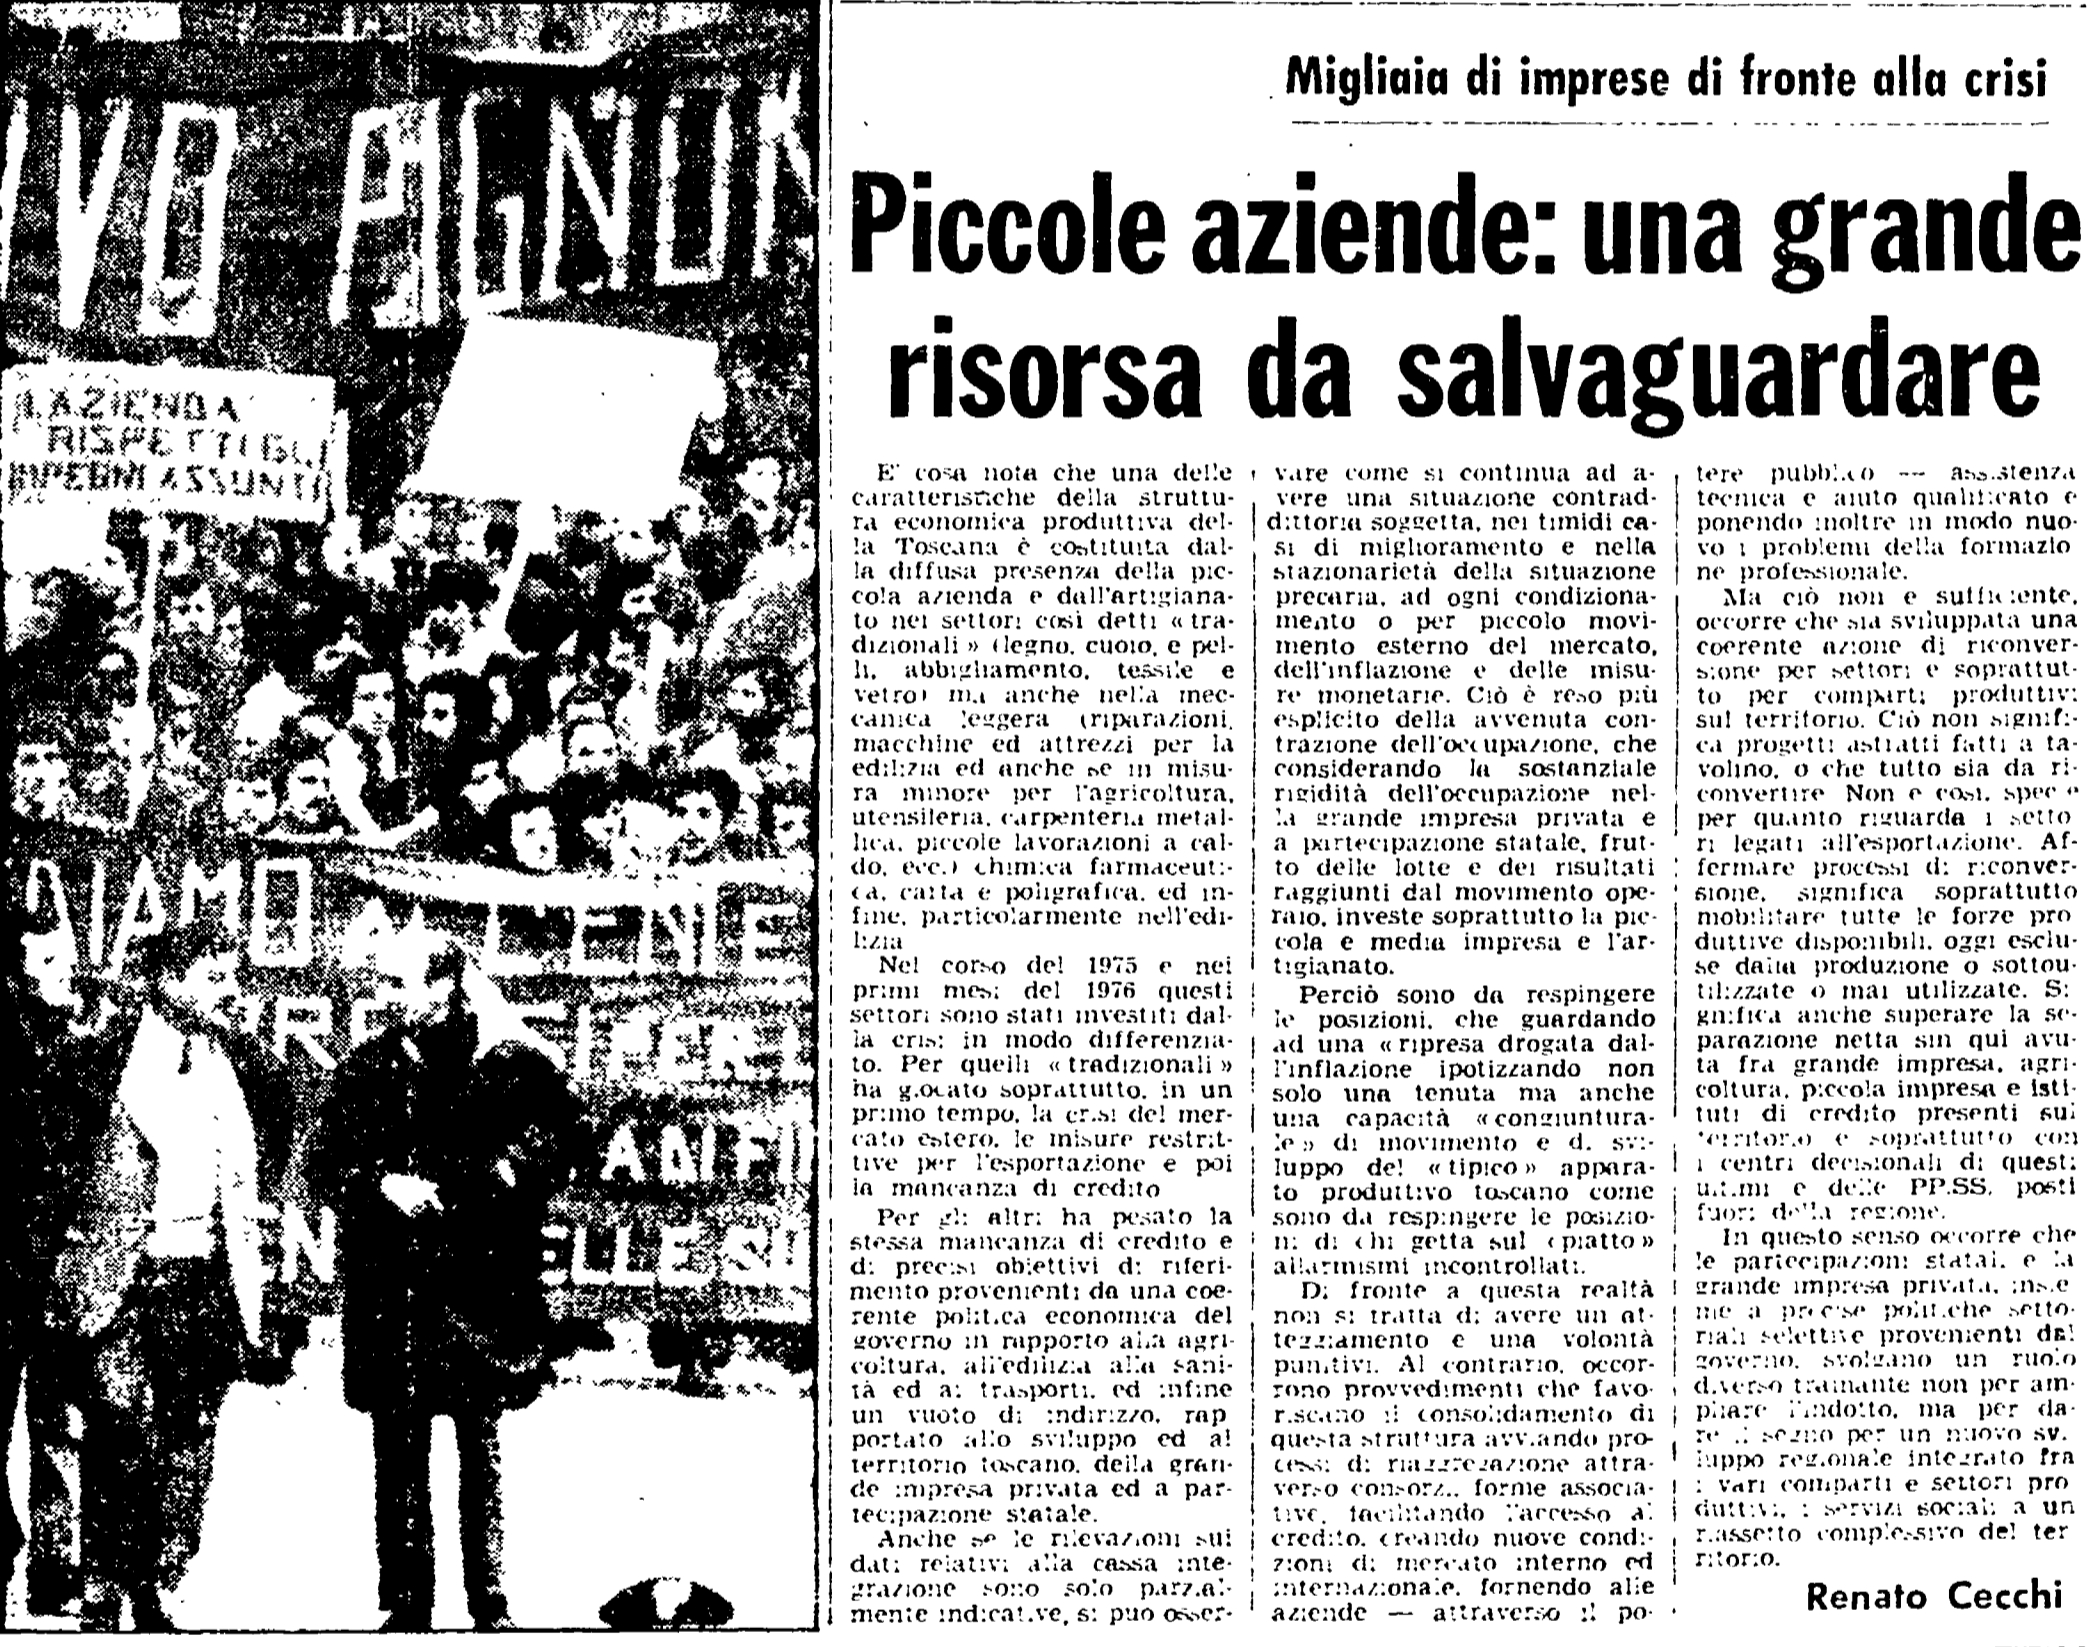 VO PIGNON
L'AZIENDA
RISPETTI GLI
IMPEGNI ASSUNTI
Migliaia di imprese di fronte alla crisi
Piccole aziende: una grande
risorsa da salvaguardare
E' cosa nota che una delle
caratteristiche della struttu-
ra economica produttiva del-
la Toscana è costituita dal-
la diffusa presenza della pic-
cola azienda e dall'artigiana-
to nei settori così detti « tra-
dizionali » (legno, cuoio, e pel-
li, abbigliamento, tessile e
vetro) ma anche nella mec-
canica leggera (riparazioni,
macchine ed attrezzi per la
edilizia ed anche se in misu-
ra minore per l'agricoltura,
utensileria, carpenteria metal-
lica, piccole lavorazioni a cal-
do, ecc.) chimica farmaceuti-
ca, carta e poligrafica, ed in-
fine, particolarmente nell'edi-
lizia
Nel corso del 1975 e nei
primi mesi del 1976 questi
settori sono stati investiti dal-
la crisi in modo differenzia-
to. Per quelli « tradizionali »
ha giocato soprattutto, in un
primo tempo, la crisi del mer-
cato estero, le misure restrit-
tive per l'esportazione e poi
la mancanza di credito
Per gli altri ha pesato la
stessa mancanza di credito e
di precisi obiettivi di riferi-
mento provenienti da una coe-
rente politica economica del
governo in rapporto alla agri-
coltura, all'edilizia alla sani-
tà ed ai trasporti, ed infine
un vuoto di indirizzo, rap
portato allo sviluppo ed al
territorio toscano, della gran-
de impresa privata ed a par-
tecipazione statale.
Anche se le rilevazioni sui
dati relativi alla cassa inte-
grazione sono solo parzial-
mente indicative, si può osser-
vare come si continua ad a-
vere una situazione contrad-
dittoria soggetta, nei timidi ca-
si di miglioramento e nella
stazionarietà della situazione
precaria, ad ogni condiziona-
mento o per piccolo movi-
mento esterno del mercato,
dell'inflazione e delle misu-
re monetarie. Ciò è reso più
esplicito della avvenuta con-
trazione dell'occupazione, che
considerando la sostanziale
rigidità dell'occupazione nel-
la grande impresa privata e
a partecipazione statale, frut-
to delle lotte e dei risultati
raggiunti dal movimento ope-
raio, investe soprattutto la pic-
cola e media impresa e l'ar-
tigianato.
Perciò sono da respingere
le posizioni, che guardando
ad una « ripresa drogata dal-
l'inflazione ipotizzando non
solo una tenuta ma anche
una capacità « congiuntura-
le » di movimento e di svi-
luppo del « tipico » appara-
to produttivo toscano come
sono da respingere le posizio-
ni di chi getta sul « piatto »
allarmismi incontrollati.
Di fronte a questa realtà
non si tratta di avere un at-
teggiamento e una volontà
punitivi. Al contrario, occor-
rono provvedimenti che favo-
riscano il consolidamento di
questa struttura avviando pro-
cessi di riaggregazione attra-
verso consorzi, forme associa-
tive, facilitando l'accesso al
credito, creando nuove condi-
zioni di mercato interno ed
internazionale, fornendo alle
aziende — attraverso il po-
tere pubblico — assistenza
tecnica e aiuto qualificato e
ponendo inoltre in modo nuo-
vo i problemi della formazio
ne professionale.
Ma ciò non è sufficiente,
occorre che sia sviluppata una
coerente azione di riconver-
sione per settori e soprattut-
to per comparti produttivi
sul territorio. Ciò non signifi-
ca progetti astratti fatti a ta-
volino, o che tutto sia da ri-
convertire Non è così, specie
per quanto riguarda i setto
ri legati all'esportazione. Af-
fermare processi di riconver-
sione, significa soprattutto
mobilitare tutte le forze pro
duttive disponibili, oggi esclu-
se dalla produzione o sottou-
tilizzate o mai utilizzate. Si
gnifica anche superare la se-
parazione netta sin qui avu-
ta fra grande impresa, agri-
coltura, piccola impresa e isti-
tuti di credito presenti sul
territorio e soprattutto con
i centri decisionali di questi
ultimi e delle PP.SS. posti
fuori della regione.
In questo senso occorre che
le partecipazioni statali e la
grande impresa privata, insie
me a precise politiche setto-
riali selettive provenienti dal
governo, svolgano un ruolo
diverso trainante non per am-
pliare l'indotto, ma per da-
re il segno per un nuovo svi
luppo regionale integrato fra
i vari comparti e settori pro
duttivi, i servizi sociali a un
riassetto complessivo del ter
ritorio.
Renato Cecchi